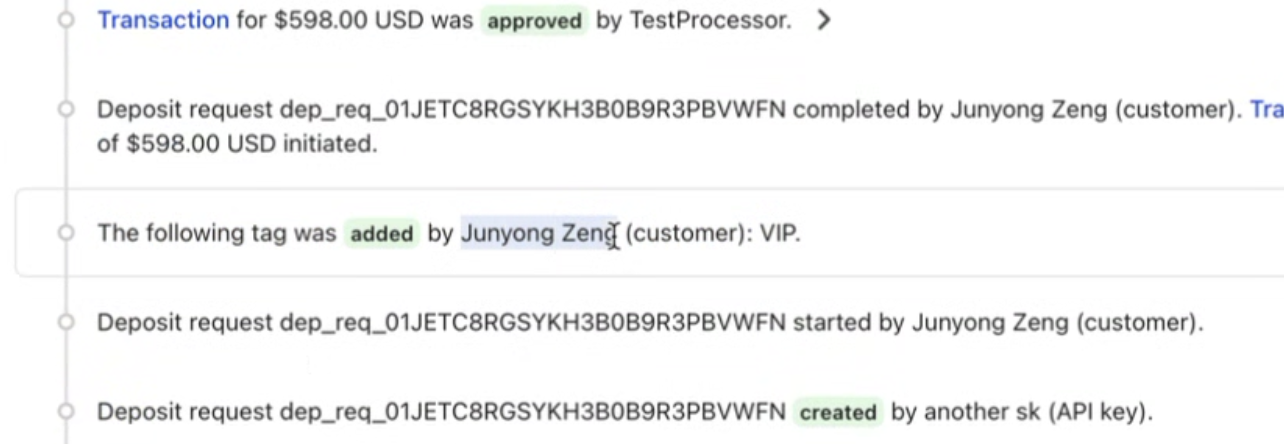 Transaction for $598.00 USD was approved by TestProcessor.
Deposit request dep_req_01JETC8RGSYKH3B0B9R3PBVWFN completed by Junyong Zeng (customer). Tra
of $598.00 USD initiated.
The following tag was added by Junyong Zeng (customer): VIP.
Deposit request dep_req_01JETC8RGSYKH3B0B9R3PBVWFN started by Junyong Zeng (customer).
Deposit request dep_req_01JETC8RGSYKH3B0B9R3PBVWFN created by another sk (API key).